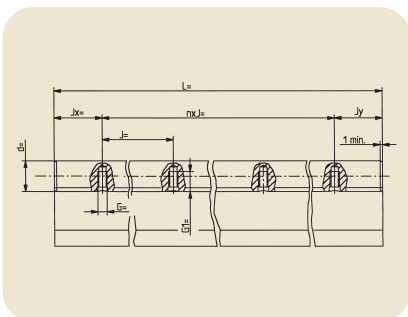 L=
Jx= nxJ= Jy
J= 1 min.
d=
G=
G1=